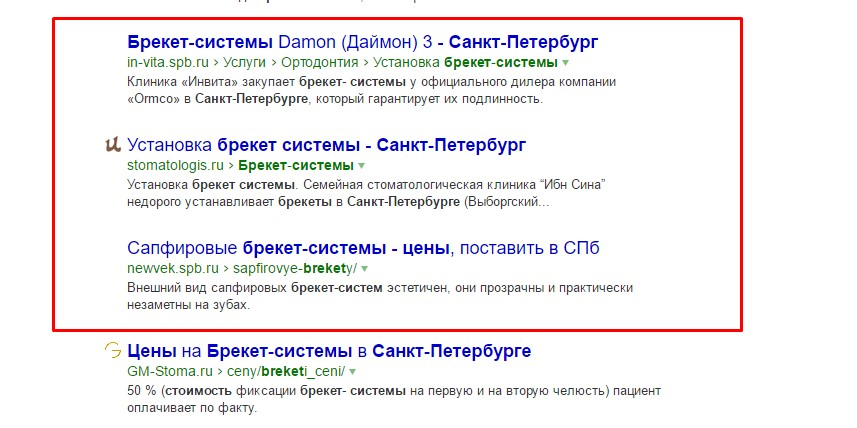 Брекет-системы Damon (Даймон) 3 - Санкт-Петербург
in-vita.spb.ru › Услуги › Ортодонтия › Установка брекет-системы
Клиника «Инвита» закупает брекет- системы у официального дилера компании
«Ormco» в Санкт-Петербурге, который гарантирует их подлинность.
Установка брекет системы - Санкт-Петербург
stomatologis.ru › Брекет-системы
Установка брекет системы. Семейная стоматологическая клиника “Ибн Сина”
недорого устанавливает брекеты в Санкт-Петербурге (Выборгский...
Сапфировые брекет-системы - цены, поставить в СПб
newvek.spb.ru › sapfirovye-brekety/
Внешний вид сапфировых брекет-систем эстетичен, они прозрачны и практически
незаметны на зубах.
Цены на Брекет-системы в Санкт-Петербурге
GM-Stoma.ru › ceny/breketi_ceni/
50 % (стоимость фиксации брекет- системы на первую и на вторую челюсть) пациент
оплачивает по факту.